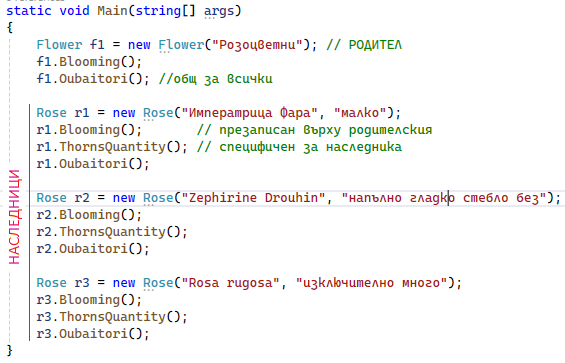 static void Main(string[] args)
{
Flower f1 = new Flower("Розоцветни"); // РОДИТЕЛ
f1.Blooming();
f1.Oubaitori(); //общ за всички
Rose r1 = new Rose("Императрица Фара", "малко");
r1.Blooming(); // презаписан върху родителския
r1.ThornsQuantity(); // специфичен за наследника
r1.Oubaitori();
НАСЛЕДНИЦИ
Rose r2 = new Rose("Zephirine Drouhin", "напълно гладко стебло без");
r2.Blooming();
r2.ThornsQuantity();
r2.Oubaitori();
Rose r3 = new Rose("Rosa rugosa", "изключително много");
r3.Blooming();
r3.ThornsQuantity();
r3.Oubaitori();
}